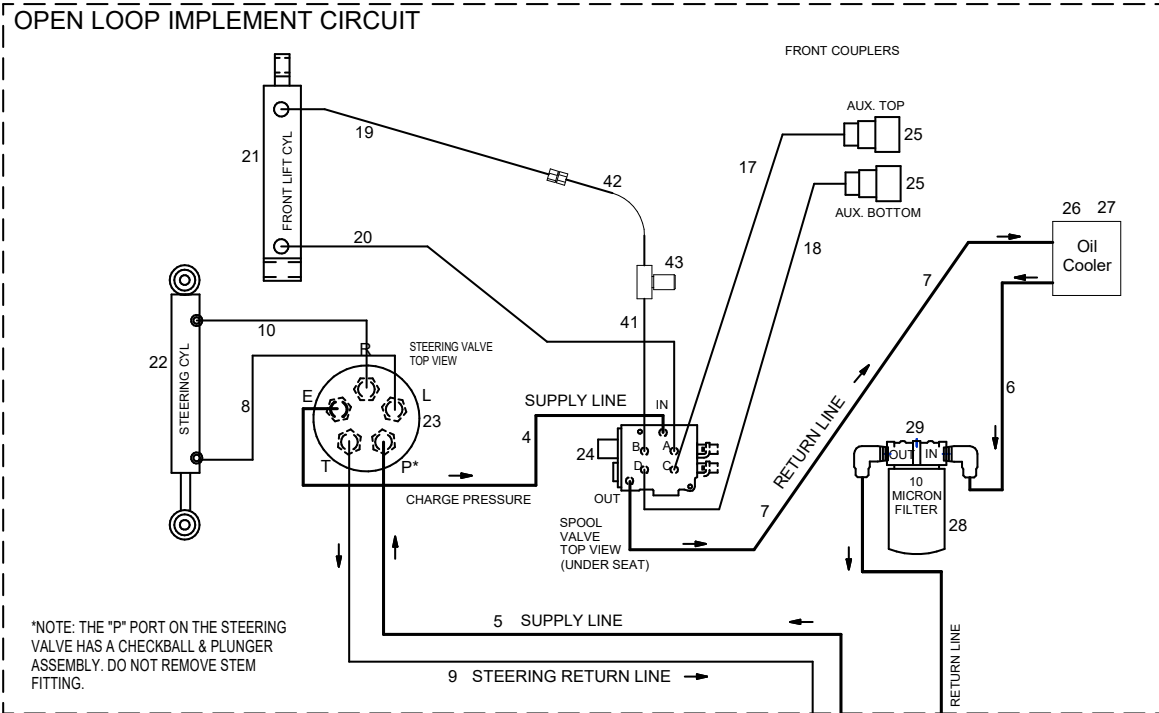 OPEN LOOP IMPLEMENT CIRCUIT
FRONT COUPLERS
AUX. TOP
25
AUX. BOTTOM
25
17
18
21
FRONT LIFT CYL
19
42
20
43
41
26 27
Oil
Cooler
7
6
22
STEERING CYL
10
8
STEERING VALVE
TOP VIEW
R
E
L
23
T
P*
SUPPLY LINE
4
CHARGE PRESSURE
IN
24
B
A
D
C
OUT
SPOOL
VALVE
TOP VIEW
(UNDER SEAT)
RETURN LINE
7
29
OUT
IN
10
MICRON
FILTER
28
RETURN LINE
5 SUPPLY LINE
9 STEERING RETURN LINE
*NOTE: THE "P" PORT ON THE STEERING
VALVE HAS A CHECKBALL & PLUNGER
ASSEMBLY. DO NOT REMOVE STEM
FITTING.